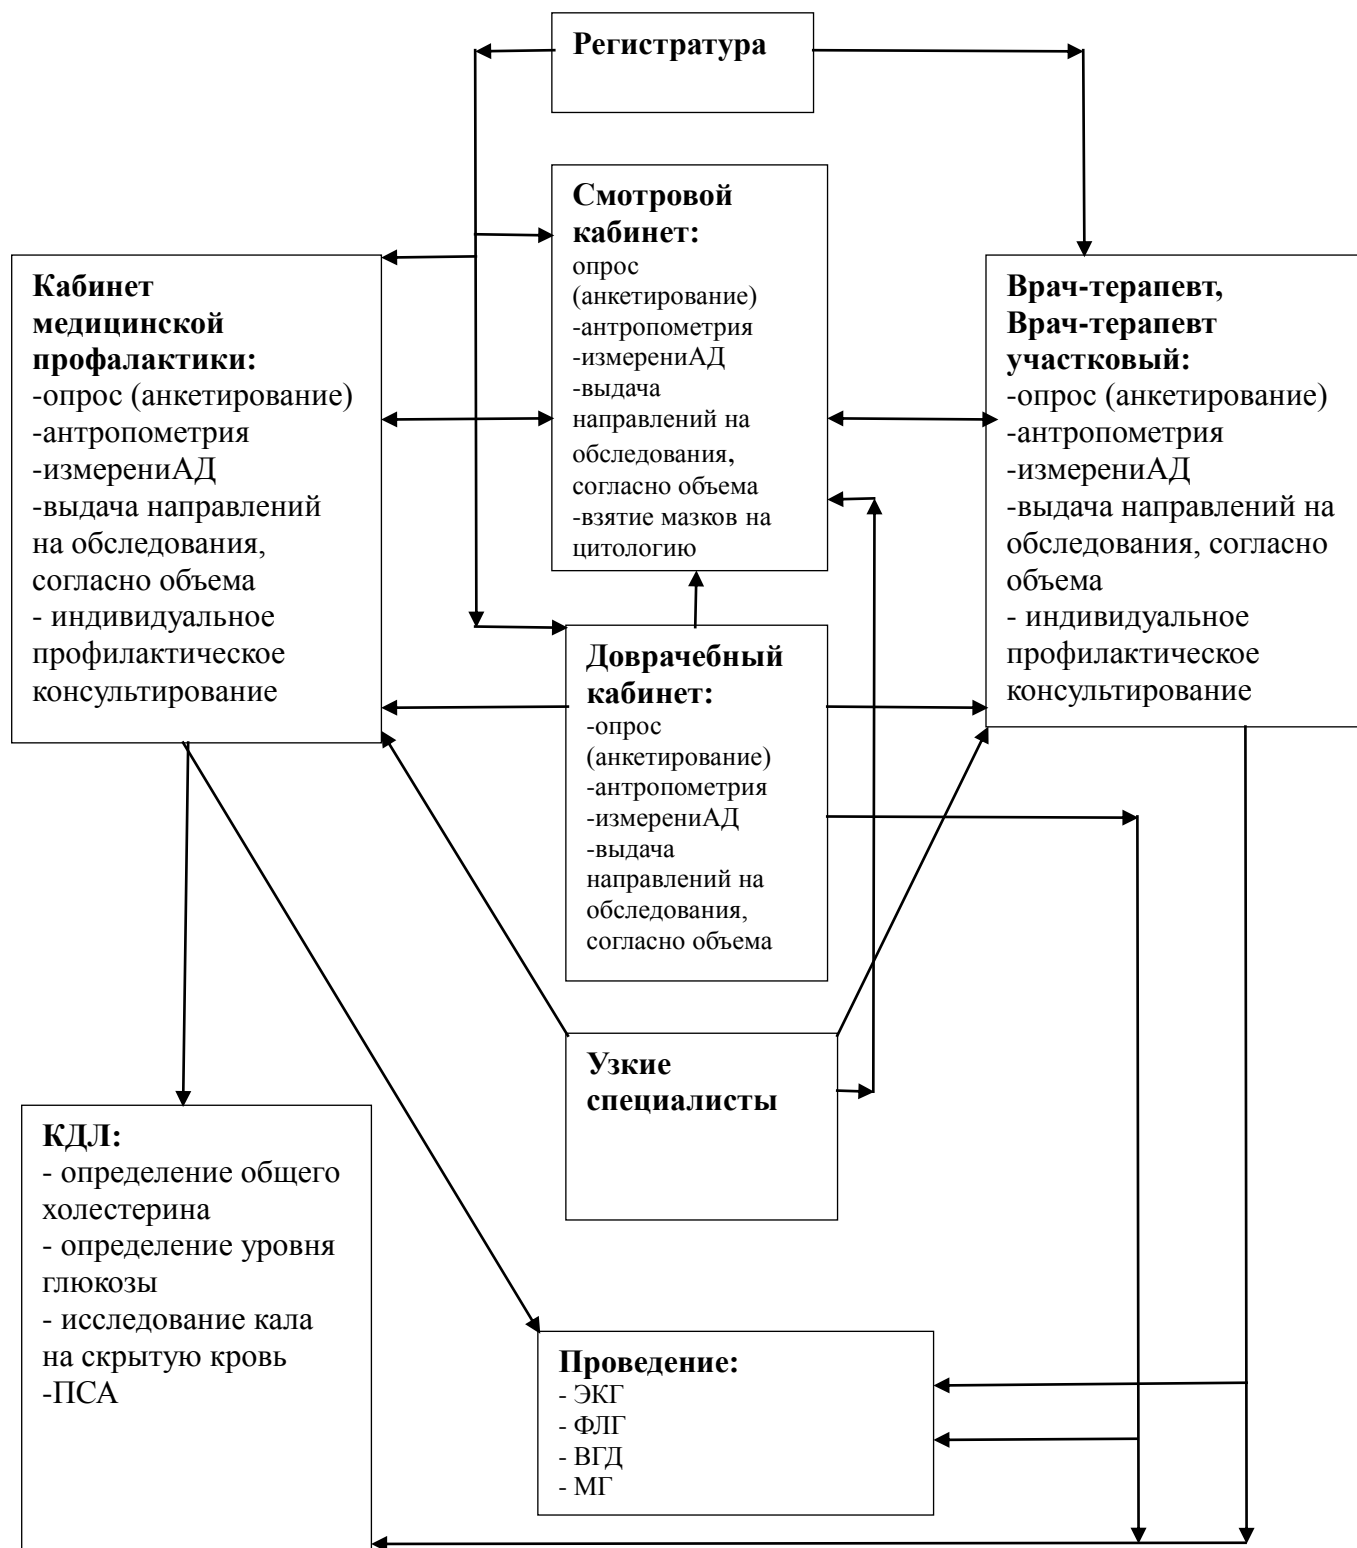 Регистратура
Смотровой
кабинет:
опрос
(анкетирование)
-антропометрия
-измерениАД
-выдача
направлений на
обследования,
согласно объема
-взятие мазков на
цитологию
Кабинет
медицинской
профалактики:
-опрос (анкетирование)
-антропометрия
-измерениАД
-выдача направлений
на обследования,
согласно объема
- индивидуальное
профилактическое
консультирование
Врач-терапевт,
Врач-терапевт
участковый:
-опрос (анкетирование)
-антропометрия
-измерениАД
-выдача направлений на
обследования, согласно
объема
- индивидуальное
профилактическое
консультирование
Доврачебный
кабинет:
-опрос
(анкетирование)
-антропометрия
-измерениАД
-выдача
направлений на
обследования,
согласно объема
Узкие
специалисты
КДЛ:
- определение общего
холестерина
- определение уровня
глюкозы
- исследование кала
на скрытую кровь
-ПСА
Проведение:
- ЭКГ
- ФЛГ
- ВГД
- МГ